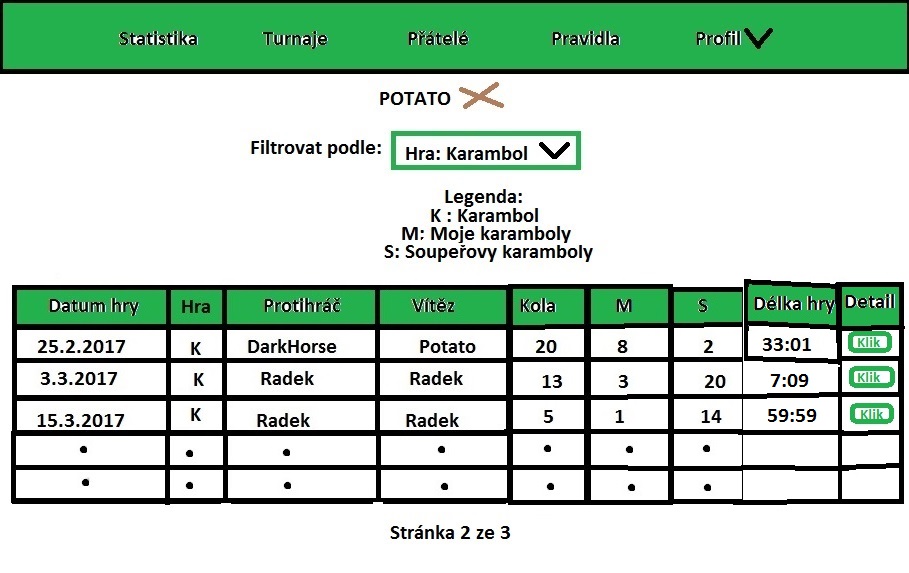 Statistika Turnaje Přátelé Pravidla Profil
POTATO
Filtrovat podle: Hra: Karambol
Legenda:
K : Karambol
M: Moje karamboly
S: Soupeřovy karamboly
Datum hry Hra Protihráč Vítěz Kola M S Délka hry Detail
25.2.2017 K DarkHorse Potato 20 8 2 33:01 Klik
3.3.2017 K Radek Radek 13 3 20 7:09 Klik
15.3.2017 K Radek Radek 5 1 14 59:59 Klik
• • • • • • •
• • • • • • •
Stránka 2 ze 3